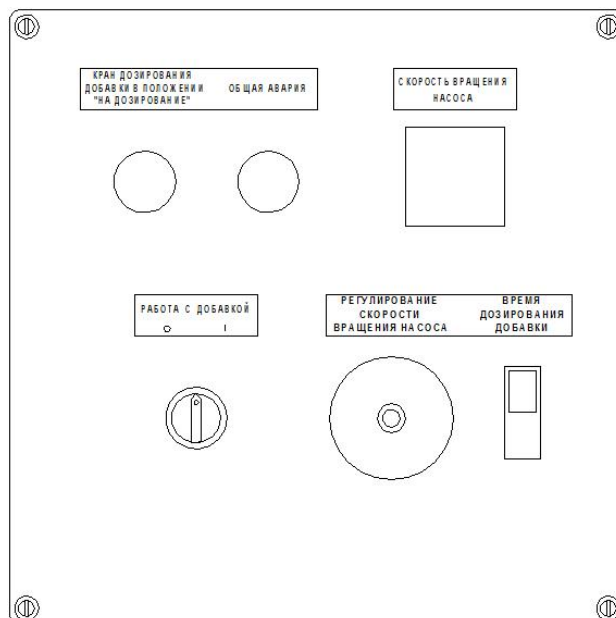 КРАН ДОЗИРОВАНИЯ
ДОБАВКИ В ПОЛОЖЕНИИ
"НА ДОЗИРОВАНИЕ"
ОБЩАЯ АВАРИЯ
СКОРОСТЬ ВРАЩЕНИЯ
НАСОСА
РАБОТА С ДОБАВКОЙ
O I
РЕГУЛИРОВАНИЕ
СКОРОСТИ
ВРАЩЕНИЯ НАСОСА
ВРЕМЯ
ДОЗИРОВАНИЯ
ДОБАВКИ